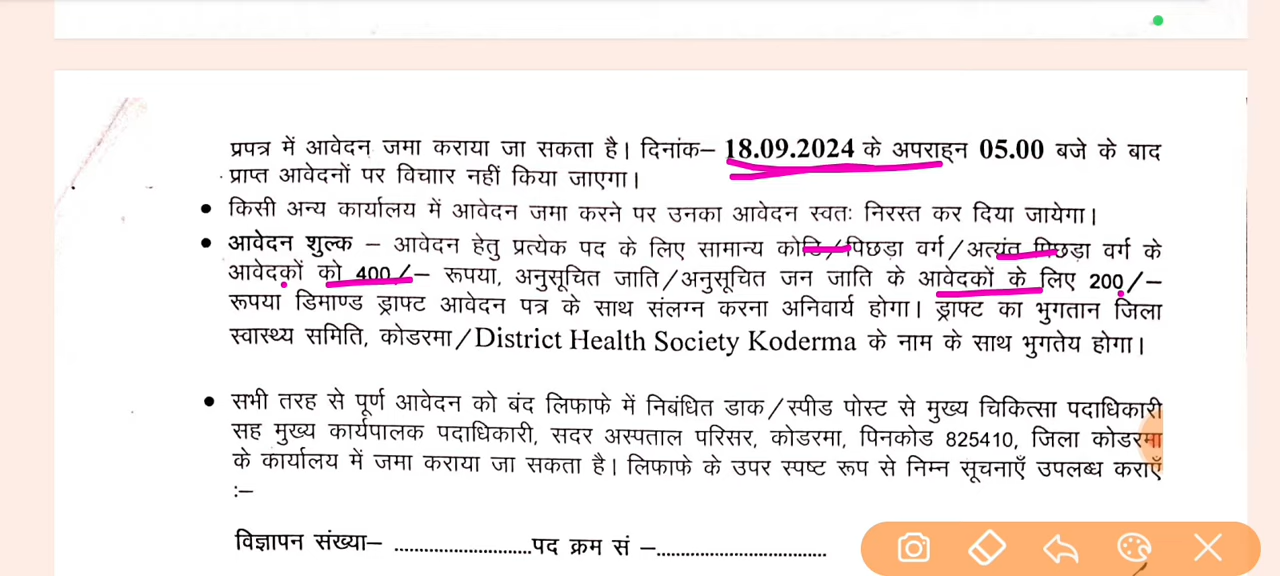 प्रपत्र में आवेदन जमा कराया जा सकता है। दिनांक– 18.09.2024 के अपराह्न 05.00 बजे के बाद
प्राप्त आवेदनों पर विचाार नहीं किया जाएगा।
• किसी अन्य कार्यालय में आवेदन जमा करने पर उनका आवेदन स्वतः निरस्त कर दिया जायेगा।
• आवेदन शुल्क – आवेदन हेतु प्रत्येक पद के लिए सामान्य कोटि/पिछड़ा वर्ग/अत्यंत पिछड़ा वर्ग के
आवेदकों को 400/– रूपया, अनुसूचित जाति/अनुसूचित जन जाति के आवेदकों के लिए 200/–
रूपया डिमाण्ड ड्राफ्ट आवेदन पत्र के साथ संलग्न करना अनिवार्य होगा। ड्राफ्ट का भुगतान जिला
स्वास्थ्य समिति, कोडरमा/District Health Society Koderma के नाम के साथ भुगतेय होगा।
• सभी तरह से पूर्ण आवेदन को बंद लिफाफे में निबंधित डाक/स्पीड पोस्ट से मुख्य चिकित्सा पदाधिकारी
सह मुख्य कार्यपालक पदाधिकारी, सदर अस्पताल परिसर, कोडरमा, पिनकोड 825410, जिला कोडरमा
के कार्यालय में जमा कराया जा सकता है। लिफाफे के उपर स्पष्ट रूप से निम्न सूचनाएँ उपलब्ध कराएँ
:–
विज्ञापन संख्या– ..........................पद क्रम सं –................................